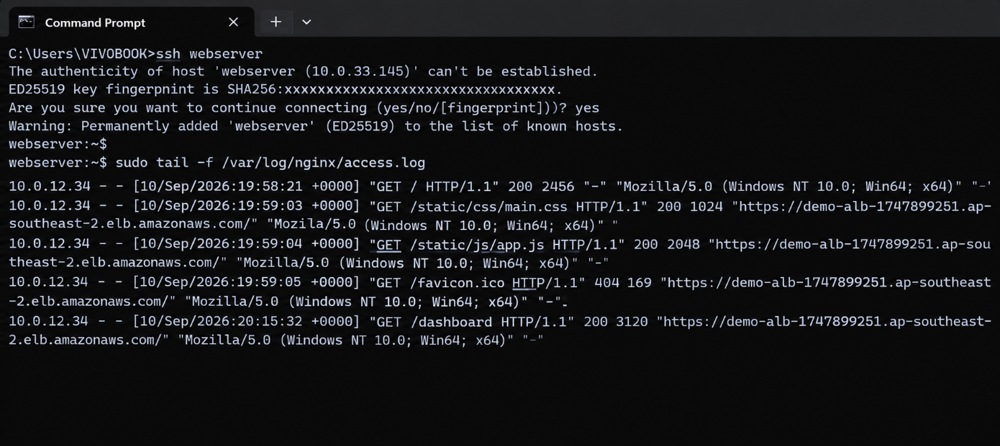 Command Prompt
C:\Users\VIVOBOOK>ssh webserver
The authenticity of host 'webserver (10.0.33.145)' can't be established.
ED25519 key fingerpnint is SHA256:xxxxxxxxxxxxxxxxxxxxxxxxxxxxxxxxx.
Are you sure you want to continue connecting (yes/no/[fingerprint]))? yes
Warning: Permanently added 'webserver' (ED25519) to the list of known hosts.
webserver:~$
webserver:~$ sudo tail -f /var/log/nginx/access.log
10.0.12.34 - - [10/Sep/2026:19:58:21 +0000] "GET / HTTP/1.1" 200 2456 "-" "Mozilla/5.0 (Windows NT 10.0; Win64; x64)" "-'
10.0.12.34 - - [10/Sep/2026:19:59:03 +0000] "GET /static/css/main.css HTTP/1.1" 200 1024 "https://demo-alb-1747899251.ap-
southeast-2.elb.amazonaws.com/" "Mozila/5.0 (Windows NT 10.0; Win64; x64)" "
10.0.12.34 - - [10/Sep/2026:19:59:04 +0000] "GET /static/js/app.js HTTP/1.1" 200 2048 "https://demo-alb-1747899251.ap-sou
theast-2.elb.amazonaws.com/" "Mozilla/5.0 (Windows NT 10.0; Win64; x64)" "-"
10.0.12.34 - - [10/Sep/2026:19:59:05 +0000] "GET /favicon.ico HTTP/1.1" 404 169 "https://demo-alb-1747899251.ap-southeast
-2.elb.amazonaws.com/" "Mozilla/5.0 (Windows NT 10.0; Win64; x64)" "-".
10.0.12.34 - - [10/Sep/2026:20:15:32 +0000] "GET /dashboard HTTP/1.1" 200 3120 "https://demo-alb-1747899251.ap-southeast-
2.elb.amazonaws.com/" "Mozilla/5.0 (Windows NT 10.0; Win64; x64)" "-"